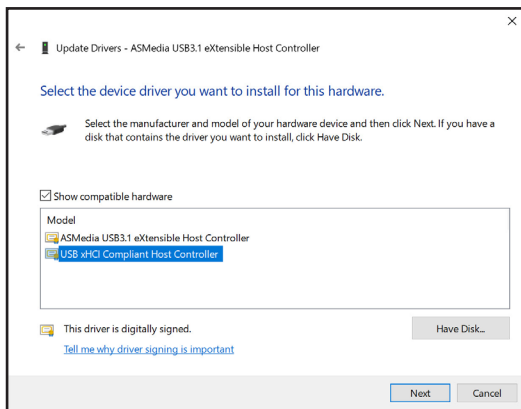 Update Drivers - ASMedia USB3.1 eXtensible Host Controller
Select the device driver you want to install for this hardware.
Select the manufacturer and model of your hardware device and then click Next. If you have a
disk that contains the driver you want to install, click Have Disk.
Show compatible hardware
Model
ASMedia USB3.1 eXtensible Host Controller
USB xHCI Compliant Host Controller
This driver is digitally signed.
Have Disk...
Tell me why driver signing is important
Next
Cancel